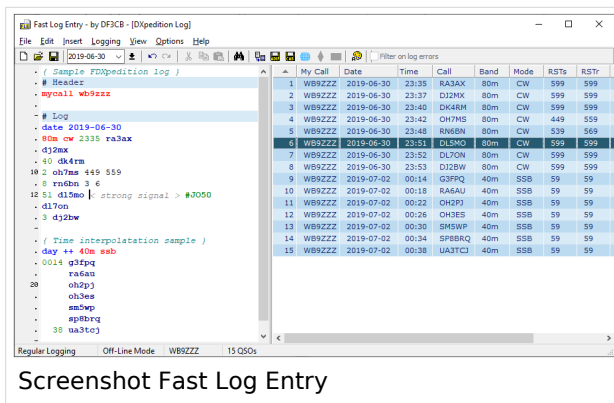 Fast Log Entry - by DF3CB - [DXpedition Log]
File Edit Insert Logging View Options Help
2019-06-30 Filter on log errors
{ Sample FDXpedition log }
# Header
mycall wb9zzz
# Log
date 2019-06-30
80m cw 2335 ra3ax
dj2mx
40 dk4rm
10 2 oh7ms 449 559
8 rn6bn 3 6
12 51 dl5mo < strong signal > #JO50
dl7on
3 dj2bw
{ Time interpolatation sample }
day ++ 40m ssb
0014 g3fpq
ra6au
20 oh2pj
oh3es
sm5wp
sp8brq
38 ua3tcj
My Call Date Time Call Band Mode RSTs RSTr
1 WB9ZZZ 2019-06-30 23:35 RA3AX 80m CW 599 599
2 WB9ZZZ 2019-06-30 23:37 DJ2MX 80m CW 599 599
3 WB9ZZZ 2019-06-30 23:40 DK4RM 80m CW 599 599
4 WB9ZZZ 2019-06-30 23:42 OH7MS 80m CW 449 559
5 WB9ZZZ 2019-06-30 23:48 RN6BN 80m CW 539 569
6 WB9ZZZ 2019-06-30 23:51 DL5MO 80m CW 599 599
7 WB9ZZZ 2019-06-30 23:52 DL7ON 80m CW 599 599
8 WB9ZZZ 2019-06-30 23:53 DJ2BW 80m CW 599 599
9 WB9ZZZ 2019-07-02 00:14 G3FPQ 40m SSB 59 59
10 WB9ZZZ 2019-07-02 00:18 RA6AU 40m SSB 59 59
11 WB9ZZZ 2019-07-02 00:22 OH2PJ 40m SSB 59 59
12 WB9ZZZ 2019-07-02 00:26 OH3ES 40m SSB 59 59
13 WB9ZZZ 2019-07-02 00:30 SM5WP 40m SSB 59 59
14 WB9ZZZ 2019-07-02 00:34 SP8BRQ 40m SSB 59 59
15 WB9ZZZ 2019-07-02 00:38 UA3TCJ 40m SSB 59 59
Regular Logging Off-Line Mode WB9ZZZ 15 QSOs
Screenshot Fast Log Entry